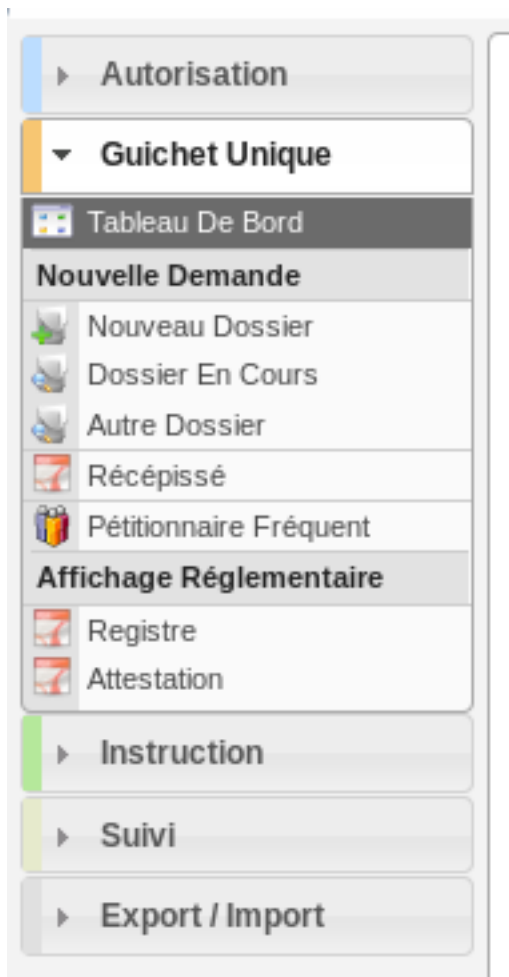 Autorisation
Guichet Unique
Tableau De Bord
Nouvelle Demande
Nouveau Dossier
Dossier En Cours
Autre Dossier
Récépissé
Pétitionnaire Fréquent
Affichage Réglementaire
Registre
Attestation
Instruction
Suivi
Export / Import